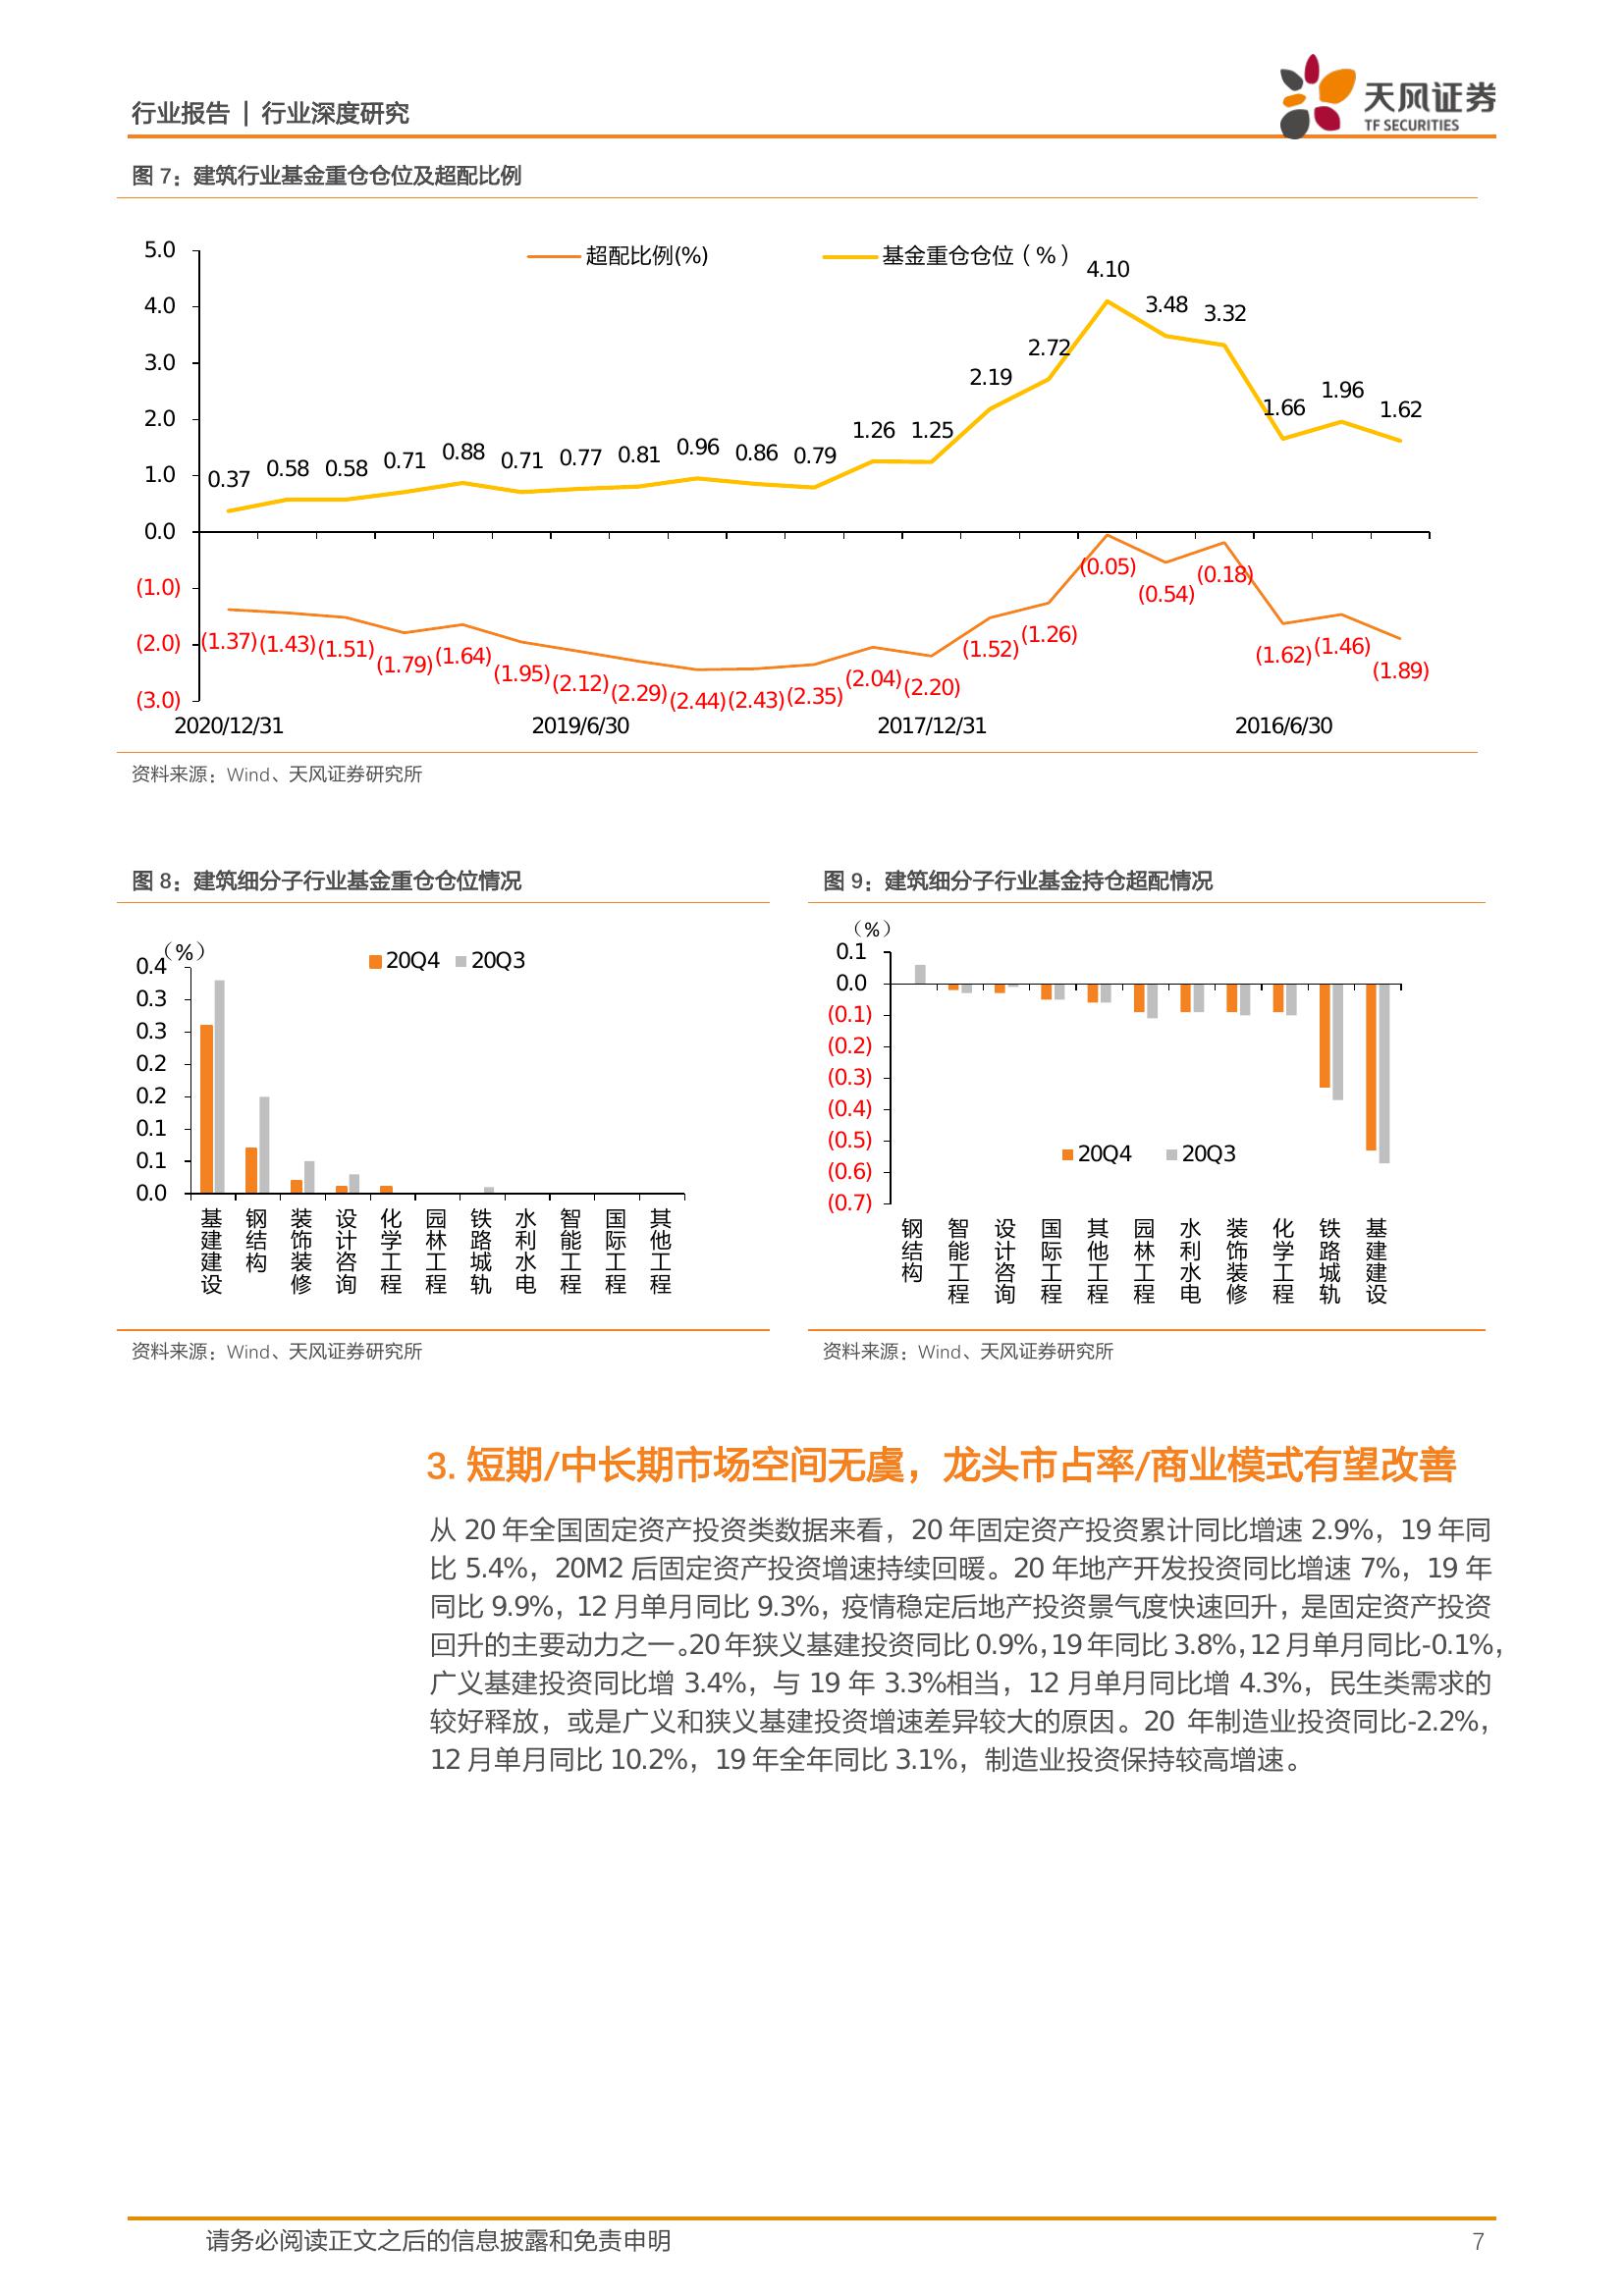 行业报告 | 行业深度研究
天风证券
TF SECURITIES
图 7：建筑行业基金重仓仓位及超配比例
超配比例(%)
基金重仓仓位（%）
5.0
4.0
3.0
2.0
1.0
0.0
(1.0)
(2.0)
(3.0)
0.37 0.58 0.58 0.71 0.88 0.71 0.77 0.81 0.96 0.86 0.79 1.26 1.25 2.19 2.72 4.10 3.48 3.32 1.66 1.96 1.62
(1.37) (1.43) (1.51) (1.79) (1.64) (1.95) (2.12) (2.29) (2.44) (2.43) (2.35) (2.04) (2.20) (1.52) (1.26) (0.05) (0.54) (0.18) (1.62) (1.46) (1.89)
2020/12/31 2019/6/30 2017/12/31 2016/6/30
资料来源：Wind、天风证券研究所
图 8：建筑细分子行业基金重仓仓位情况
（%）
20Q4 20Q3
0.4
0.3
0.3
0.2
0.2
0.1
0.1
0.0
基建建设
钢结构
装饰装修
设计咨询
化学工程
园林工程
铁路城轨
水利水电
智能工程
国际工程
其他工程
资料来源：Wind、天风证券研究所
图 9：建筑细分子行业基金持仓超配情况
（%）
0.1
0.0
(0.1)
(0.2)
(0.3)
(0.4)
(0.5)
(0.6)
(0.7)
20Q4 20Q3
钢结构
智能工程
设计咨询
国际工程
其他工程
园林工程
水利水电
装饰装修
化学工程
铁路城轨
基建建设
资料来源：Wind、天风证券研究所
3. 短期/中长期市场空间无虞，龙头市占率/商业模式有望改善
从 20 年全国固定资产投资类数据来看，20 年固定资产投资累计同比增速 2.9%，19 年同
比 5.4%，20M2 后固定资产投资增速持续回暖。20 年地产开发投资同比增速 7%，19 年
同比 9.9%，12 月单月同比 9.3%，疫情稳定后地产投资景气度快速回升，是固定资产投资
回升的主要动力之一。20 年狭义基建投资同比 0.9%，19 年同比 3.8%，12 月单月同比-0.1%，
广义基建投资同比增 3.4%，与 19 年 3.3%相当，12 月单月同比增 4.3%，民生类需求的
较好释放，或是广义和狭义基建投资增速差异较大的原因。20 年制造业投资同比-2.2%，
12 月单月同比 10.2%，19 年全年同比 3.1%，制造业投资保持较高增速。
请务必阅读正文之后的信息披露和免责申明
7